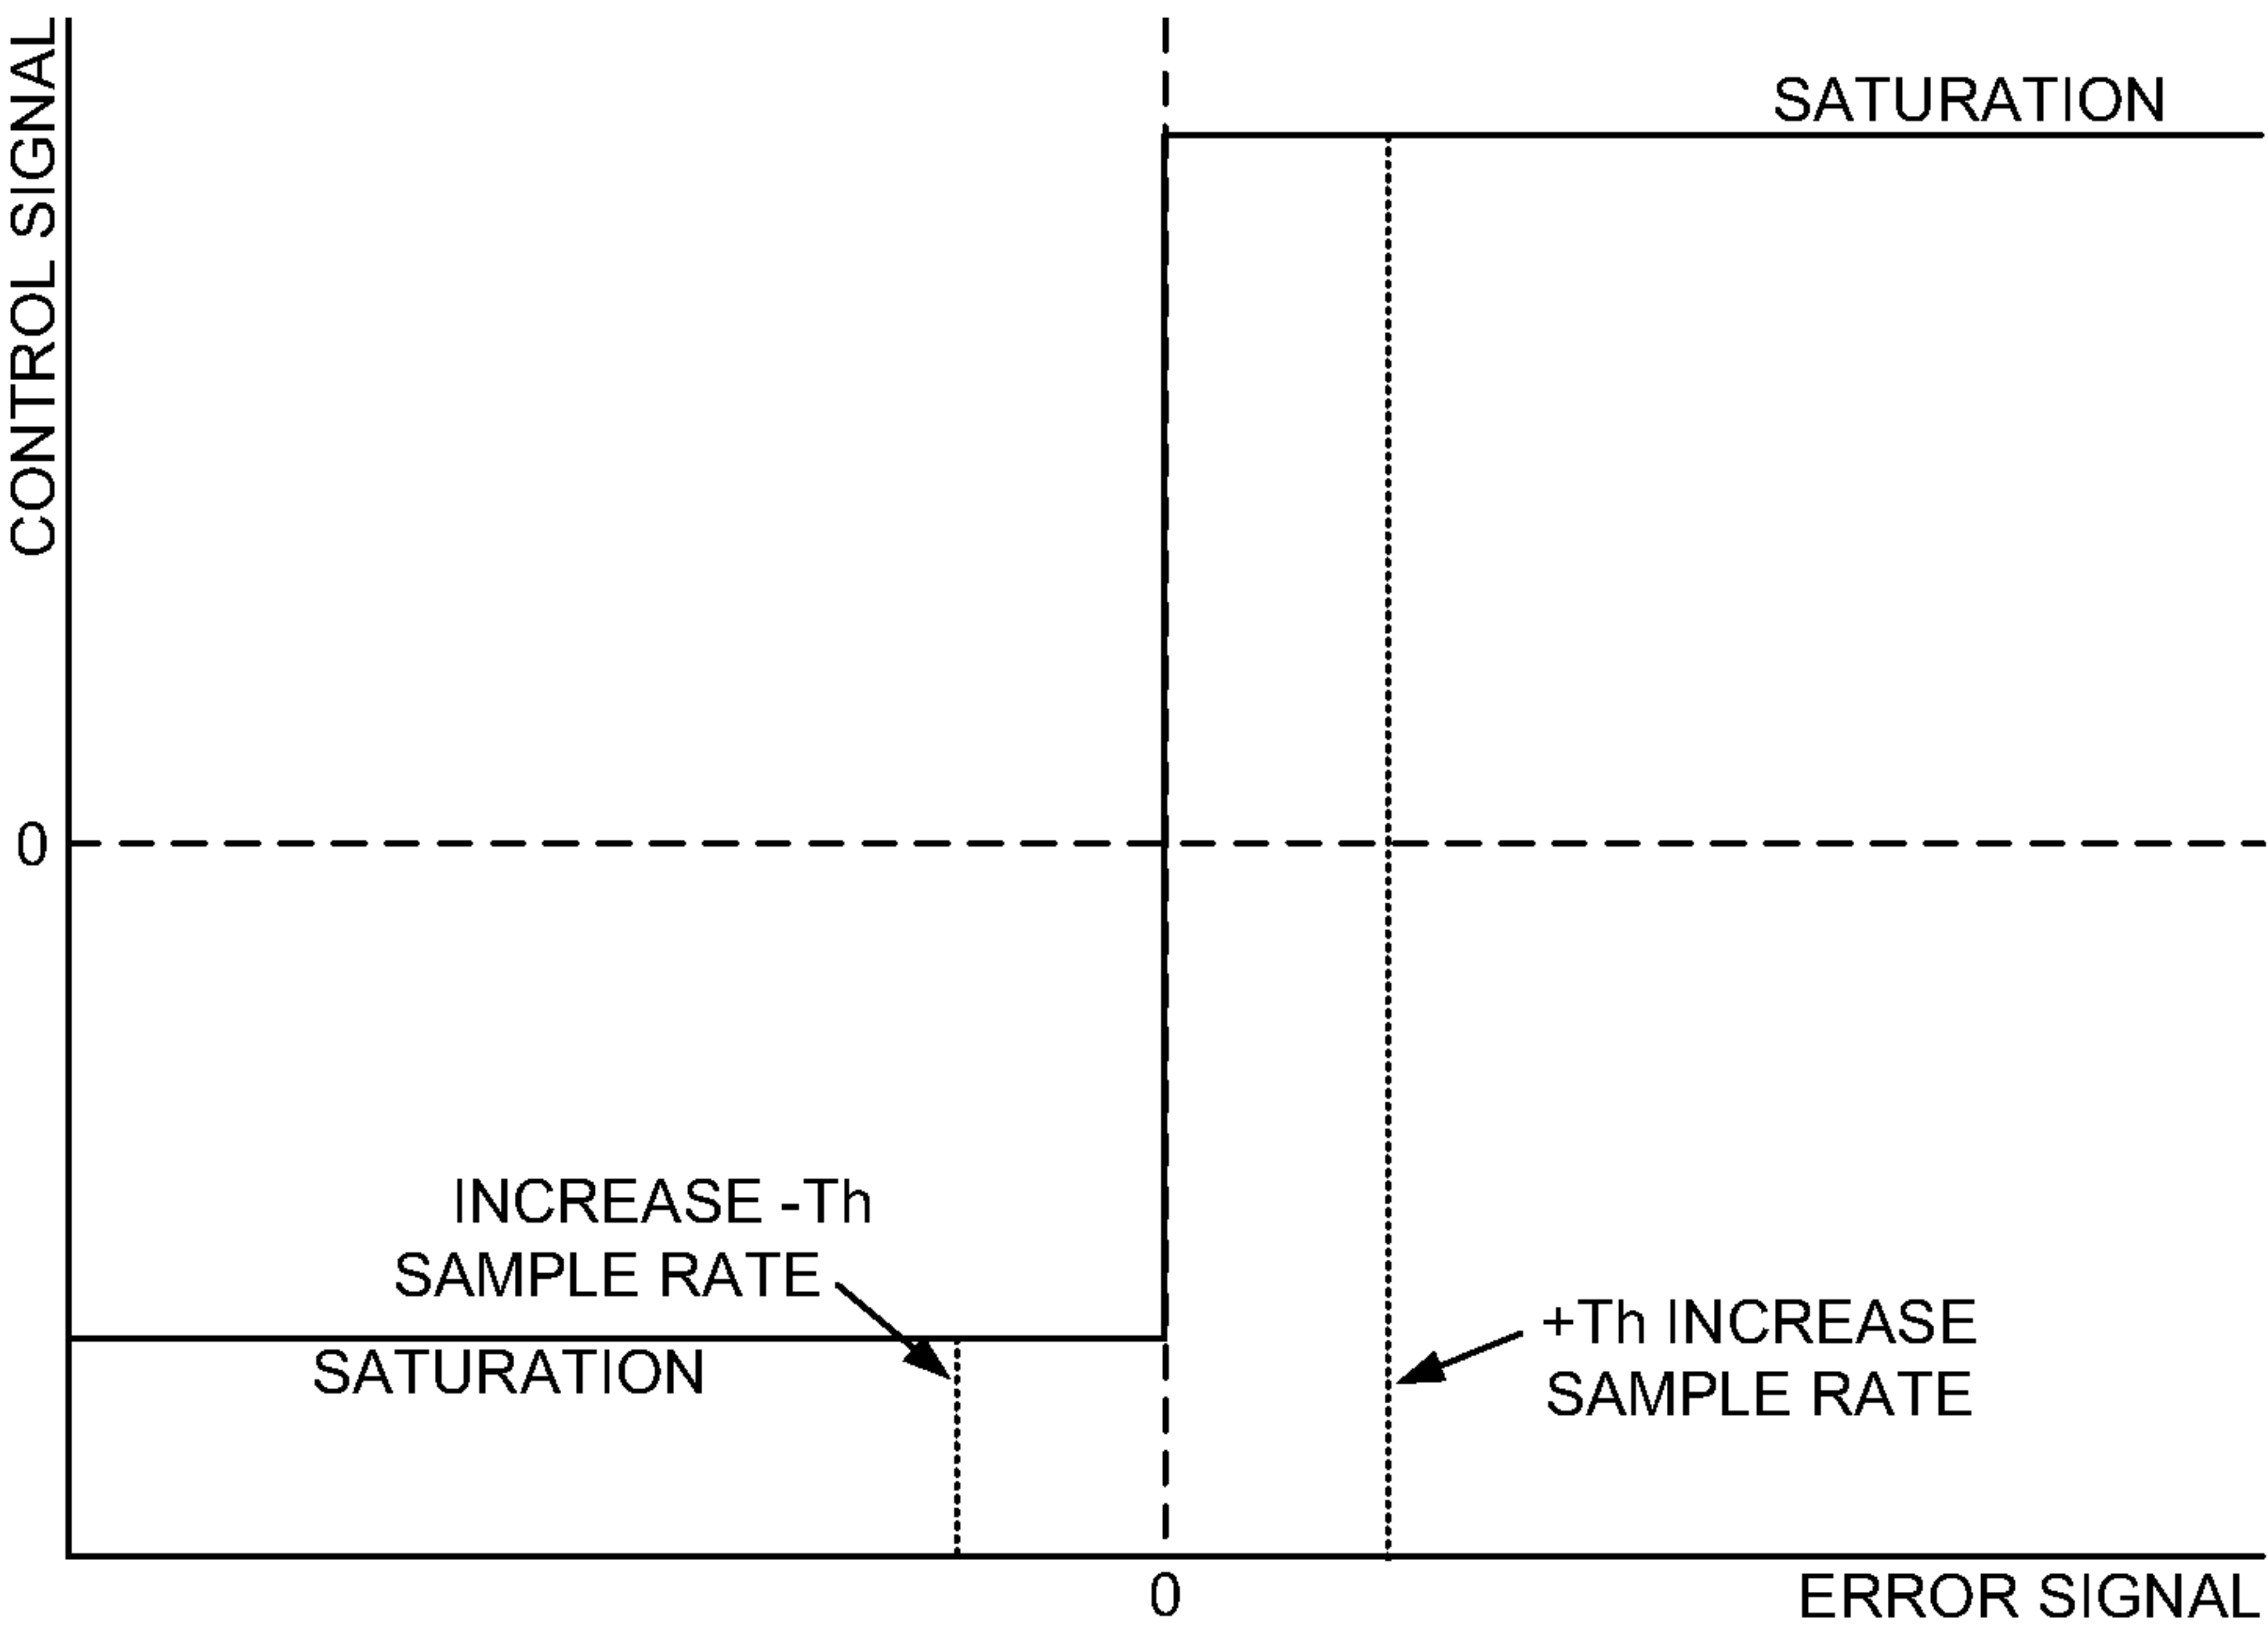 CONTROL SIGNAL
SATURATION
0
INCREASE -Th
SAMPLE RATE
SATURATION
+Th INCREASE
SAMPLE RATE
0
ERROR SIGNAL